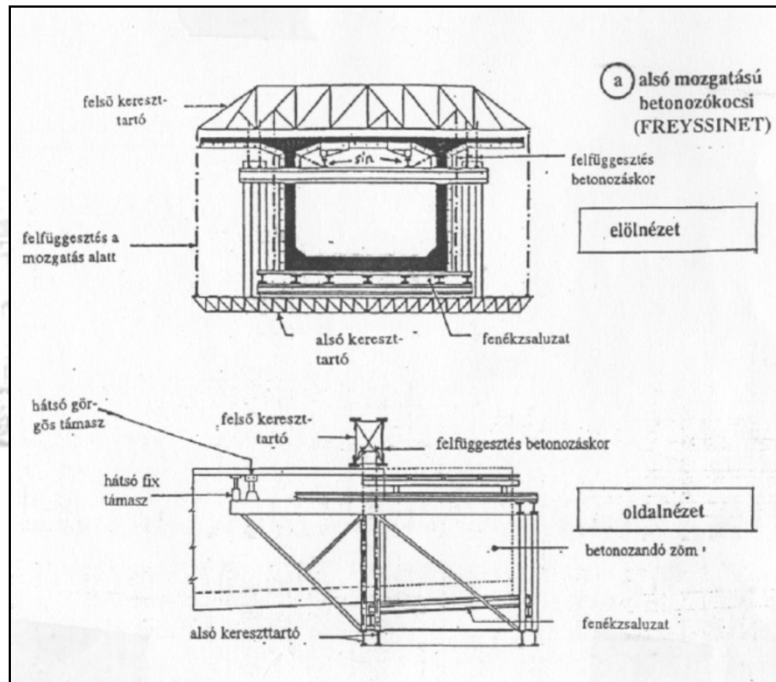 a alsó mozgatású
betonozókocsi
(FREYSSINET)
felső kereszt-
tartó
sín
felfüggesztés
betonozáskor
elölnézet
felfüggesztés a
mozgatás alatt
alsó kereszt-
tartó
fenékzsaluzat
hátsó gör-
gős támasz
felső kereszt-
tartó
felfüggesztés betonozáskor
hátsó fix
támasz
oldalnézet
betonozandó zöm
alsó kereszttartó
fenékzsaluzat